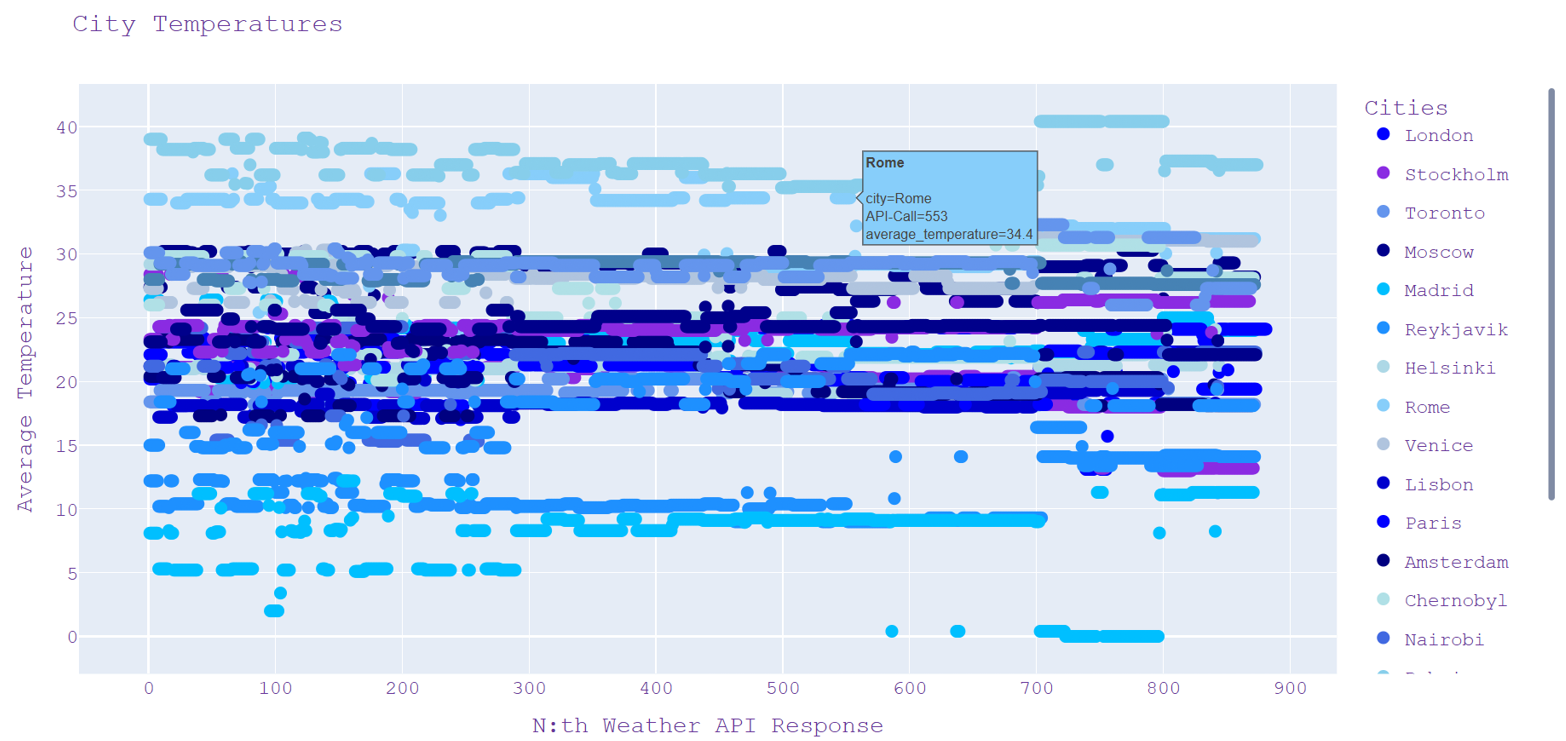 City Temperatures
Average Temperature
40
35
30
25
20
15
10
5
0
0 100 200 300 400 500 600 700 800 900
N:th Weather API Response
Rome
city=Rome
API-Call=553
average_temperature=34.4
Cities
London
Stockholm
Toronto
Moscow
Madrid
Reykjavik
Helsinki
Rome
Venice
Lisbon
Paris
Amsterdam
Chernobyl
Nairobi